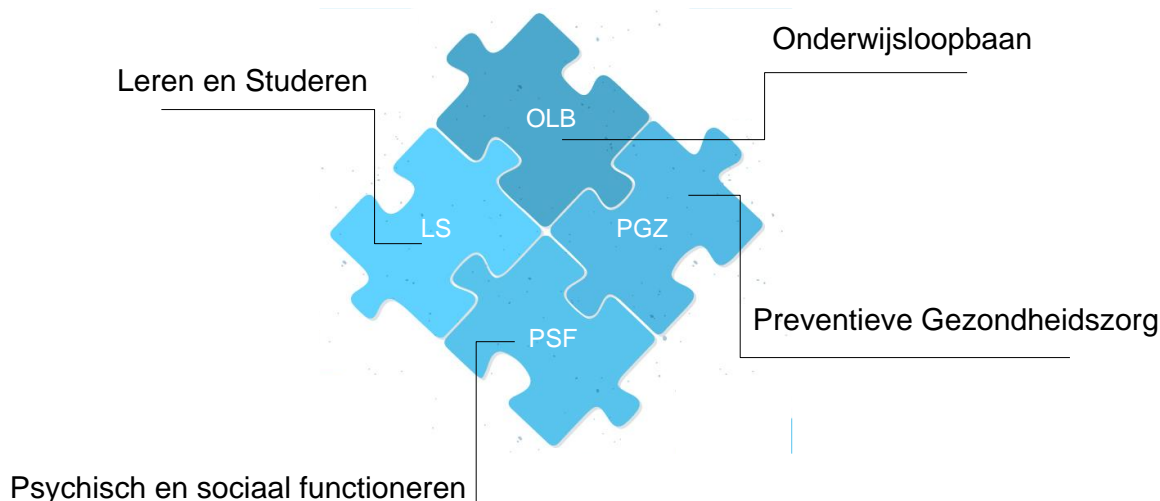 Onderwijsloopbaan
Leren en Studeren
OLB
LS
PGZ
Preventieve Gezondheidszorg
PSF
Psychisch en sociaal functioneren